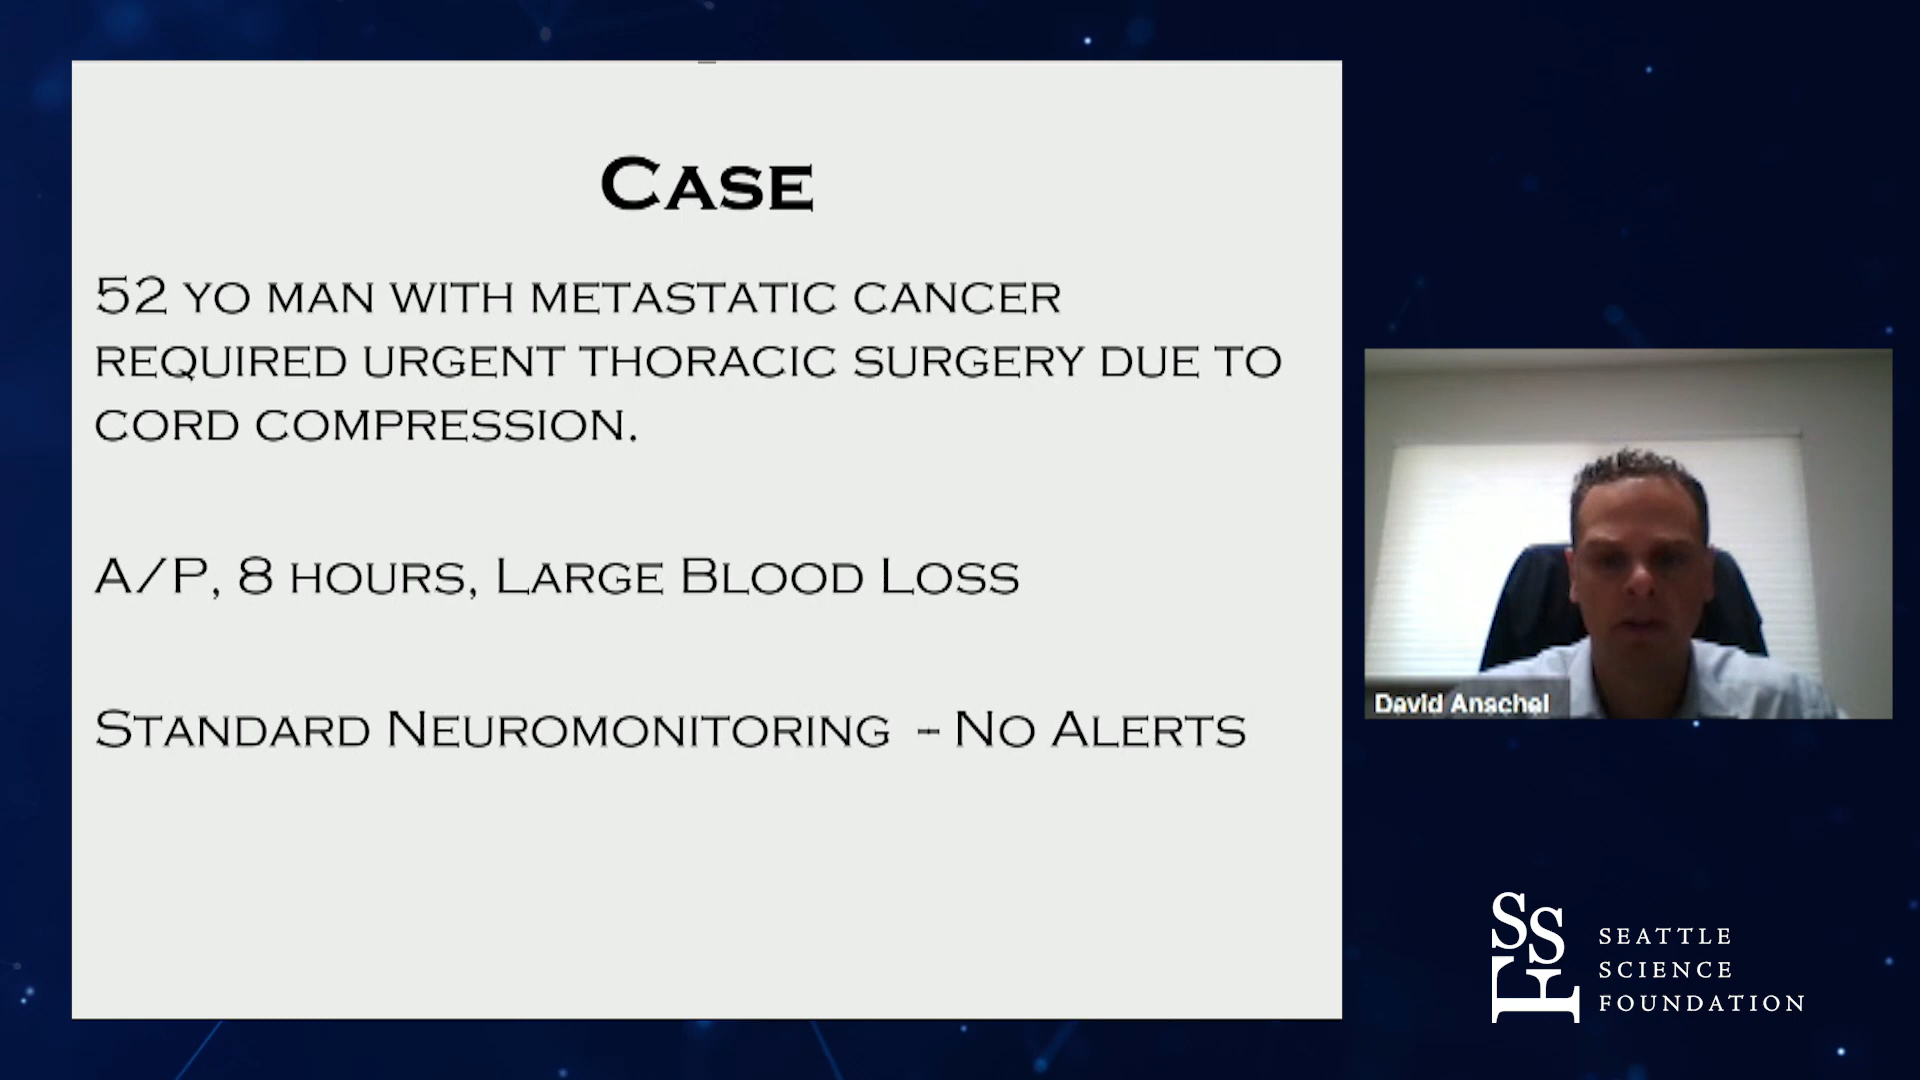 CASE
52 YO MAN WITH METASTATIC CANCER
REQUIRED URGENT THORACIC SURGERY DUE TO
CORD COMPRESSION.
A/P, 8 HOURS, LARGE BLOOD LOSS
STANDARD NEUROMONITORING – NO ALERTS
David Anschel
SSF
SEATTLE
SCIENCE
FOUNDATION